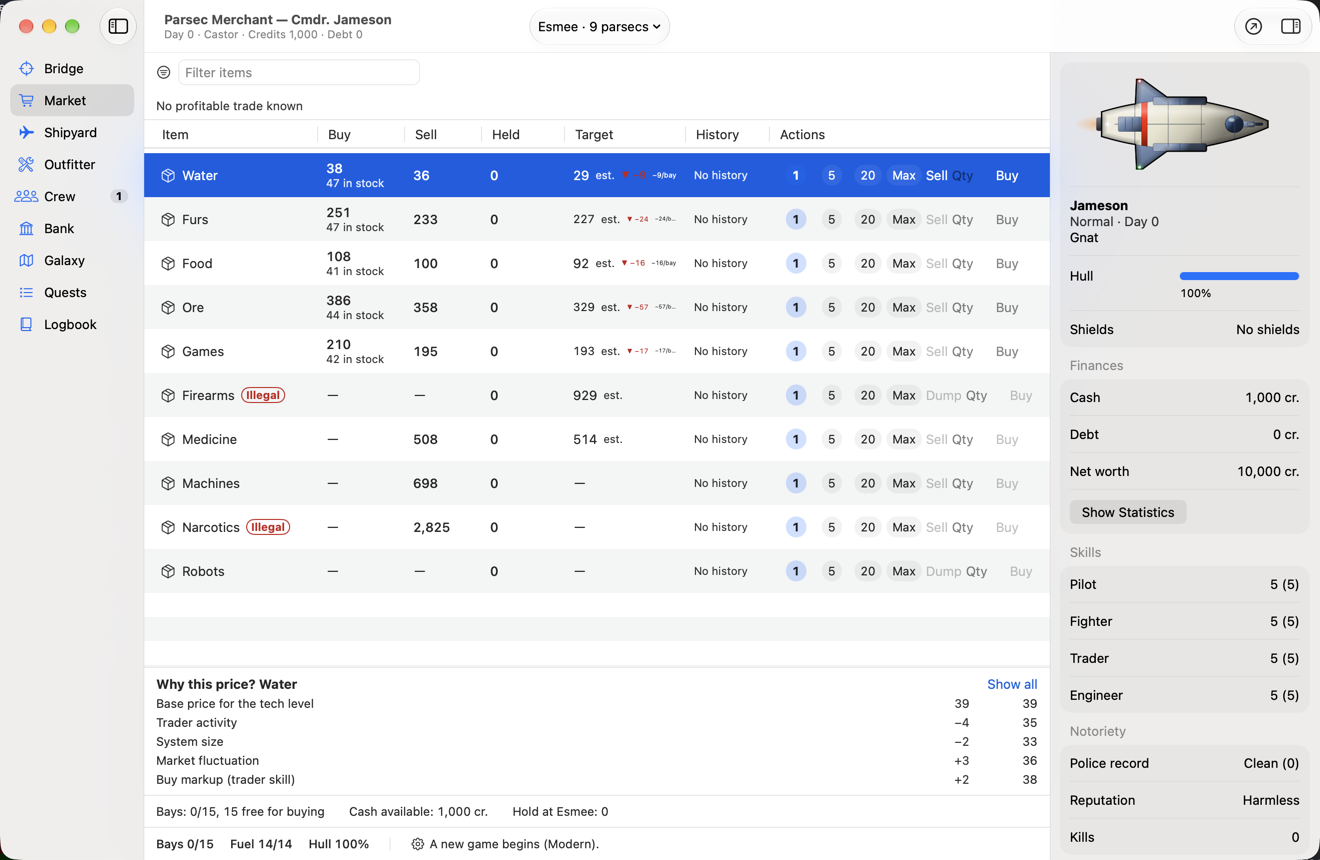 Parsec Merchant — Cmdr. Jameson
Day 0 · Castor · Credits 1,000 · Debt 0
Esmee · 9 parsecs
Bridge
Market
Shipyard
Outfitter
Crew 1
Bank
Galaxy
Quests
Logbook
Filter items
No profitable trade known
Item Buy Sell Held Target History Actions
Water 38 47 in stock 36 0 29 est. −9/bay No history 1 5 20 Max Sell Qty Buy
Furs 251 47 in stock 233 0 227 est. ▼−24 −24/b… No history 1 5 20 Max Sell Qty Buy
Food 108 41 in stock 100 0 92 est. ▼−16 −16/bay No history 1 5 20 Max Sell Qty Buy
Ore 386 44 in stock 358 0 329 est. ▼−57 −57/b… No history 1 5 20 Max Sell Qty Buy
Games 210 42 in stock 195 0 193 est. ▼−17 −17/b… No history 1 5 20 Max Sell Qty Buy
Firearms Illegal — — 0 929 est. No history 1 5 20 Max Dump Qty Buy
Medicine — 508 0 514 est. No history 1 5 20 Max Sell Qty Buy
Machines — 698 0 — No history 1 5 20 Max Sell Qty Buy
Narcotics Illegal — 2,825 0 — No history 1 5 20 Max Sell Qty Buy
Robots — — 0 — No history 1 5 20 Max Dump Qty Buy
Why this price? Water Show all
Base price for the tech level 39 39
Trader activity −4 35
System size −2 33
Market fluctuation +3 36
Buy markup (trader skill) +2 38
Bays: 0/15, 15 free for buying Cash available: 1,000 cr. Hold at Esmee: 0
Bays 0/15 Fuel 14/14 Hull 100% A new game begins (Modern).
Jameson
Normal · Day 0
Gnat
Hull
100%
Shields No shields
Finances
Cash 1,000 cr.
Debt 0 cr.
Net worth 10,000 cr.
Show Statistics
Skills
Pilot 5 (5)
Fighter 5 (5)
Trader 5 (5)
Engineer 5 (5)
Notoriety
Police record Clean (0)
Reputation Harmless
Kills 0